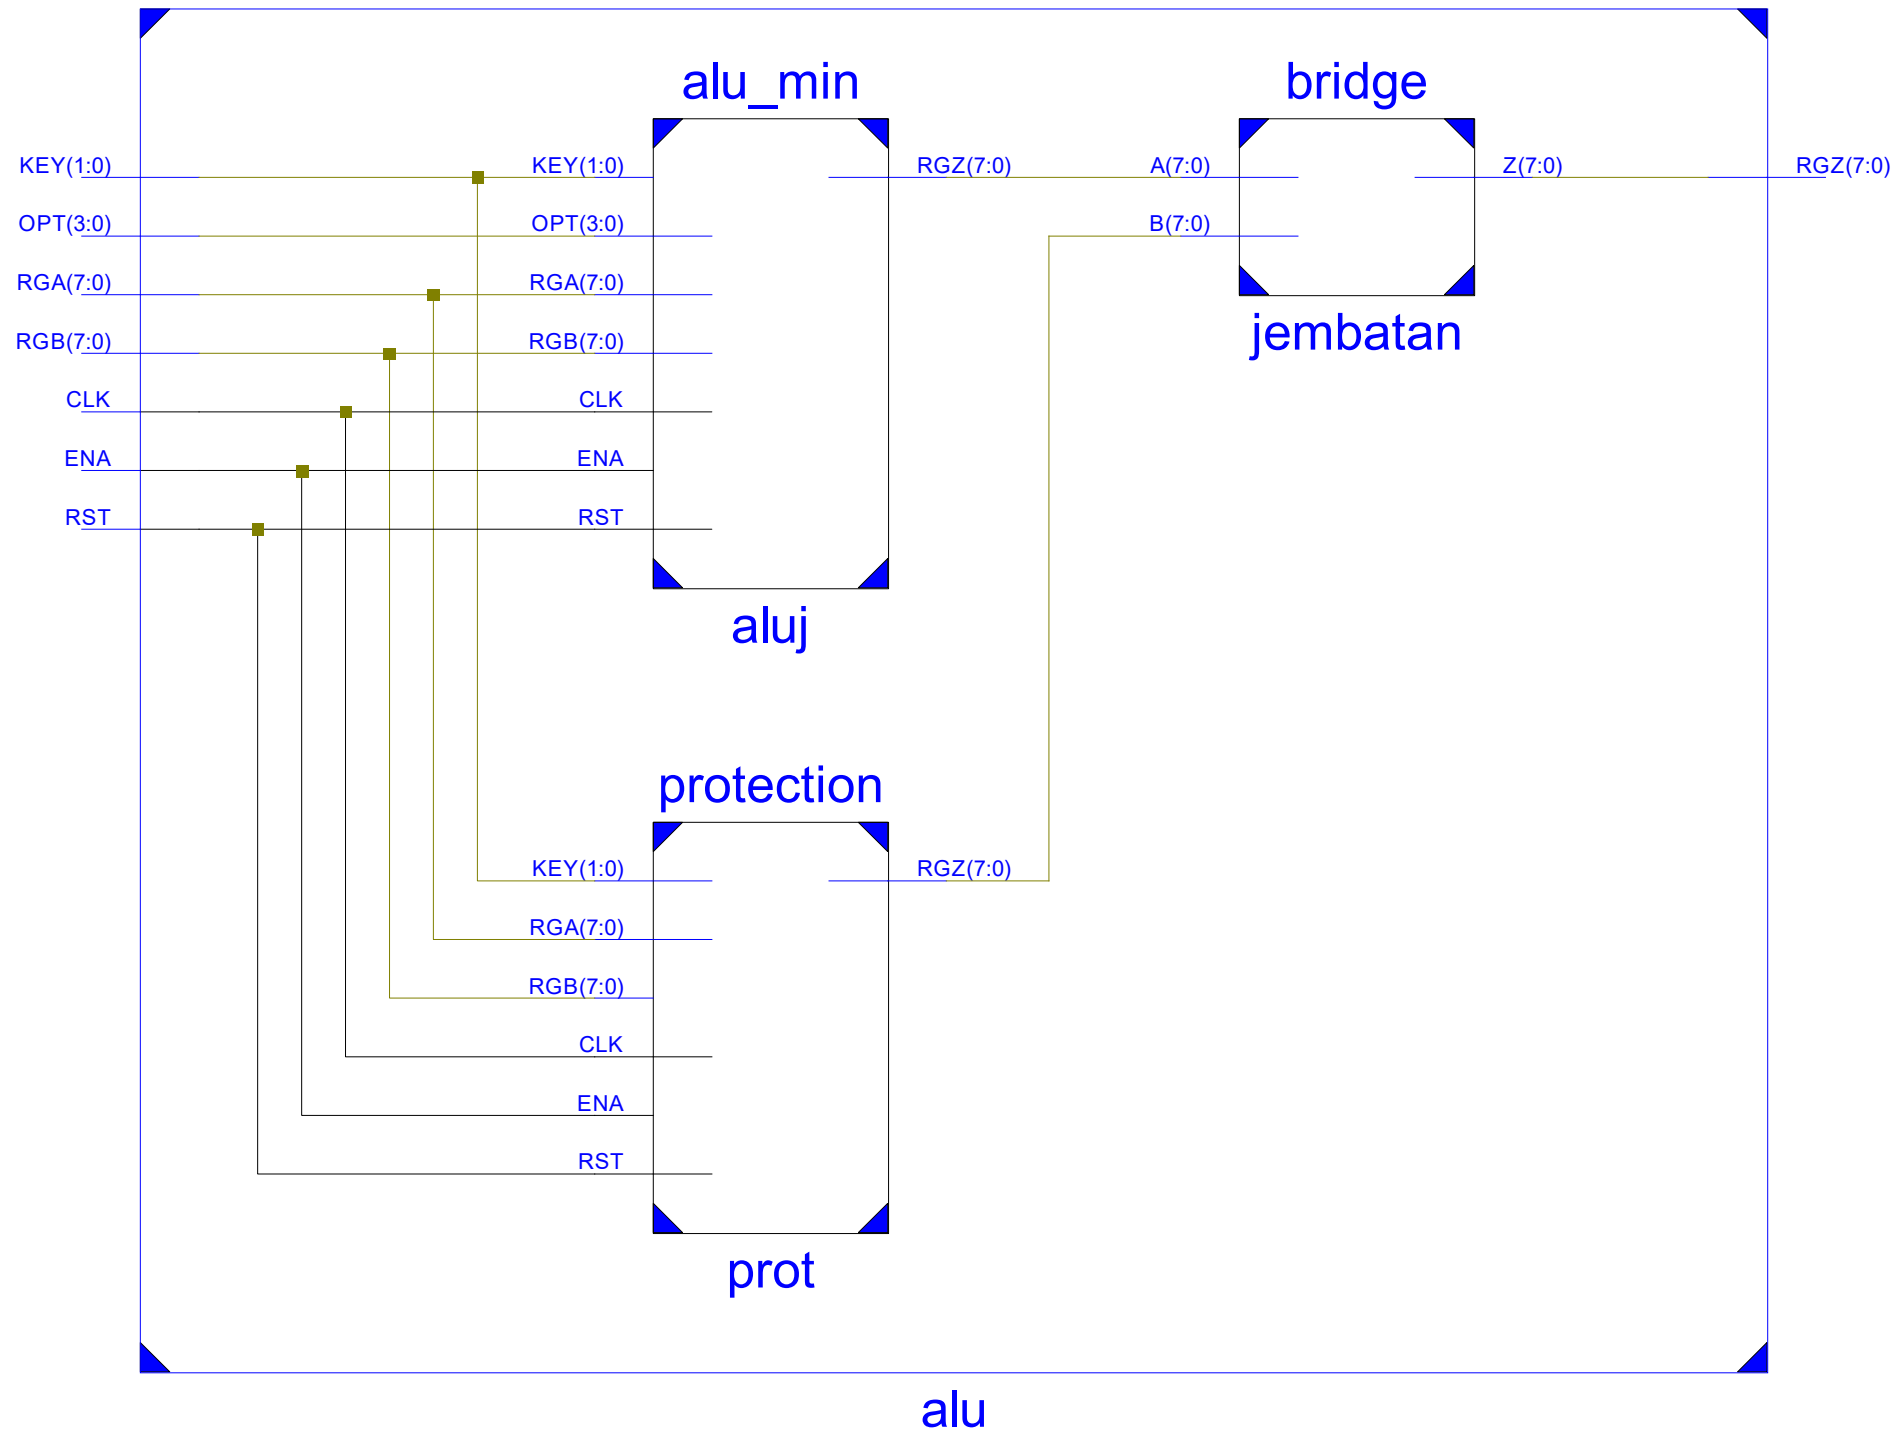 alu_min
bridge
KEY(1:0)
KEY(1:0)
RGZ(7:0)
A(7:0)
Z(7:0)
RGZ(7:0)
OPT(3:0)
OPT(3:0)
B(7:0)
RGA(7:0)
RGA(7:0)
RGB(7:0)
RGB(7:0)
jembatan
CLK
CLK
ENA
ENA
RST
RST
aluj
protection
KEY(1:0)
RGZ(7:0)
RGA(7:0)
RGB(7:0)
CLK
ENA
RST
prot
alu